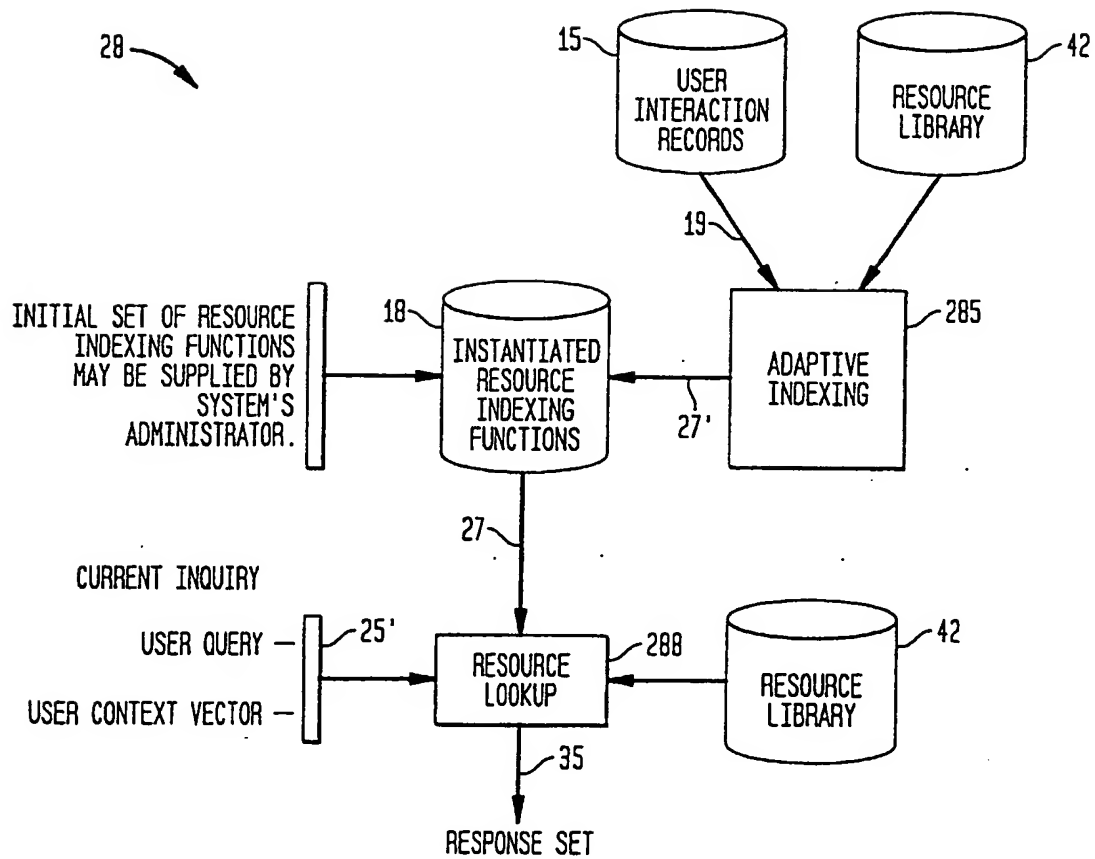 28
15
USER
INTERACTION
RECORDS
42
RESOURCE
LIBRARY
19
INITIAL SET OF RESOURCE
INDEXING FUNCTIONS
MAY BE SUPPLIED BY
SYSTEM'S
ADMINISTRATOR.
18
INSTANTIATED
RESOURCE
INDEXING
FUNCTIONS
27'
285
ADAPTIVE
INDEXING
27
CURRENT INQUIRY
USER QUERY
25'
USER CONTEXT VECTOR
288
RESOURCE
LOOKUP
42
RESOURCE
LIBRARY
35
RESPONSE SET